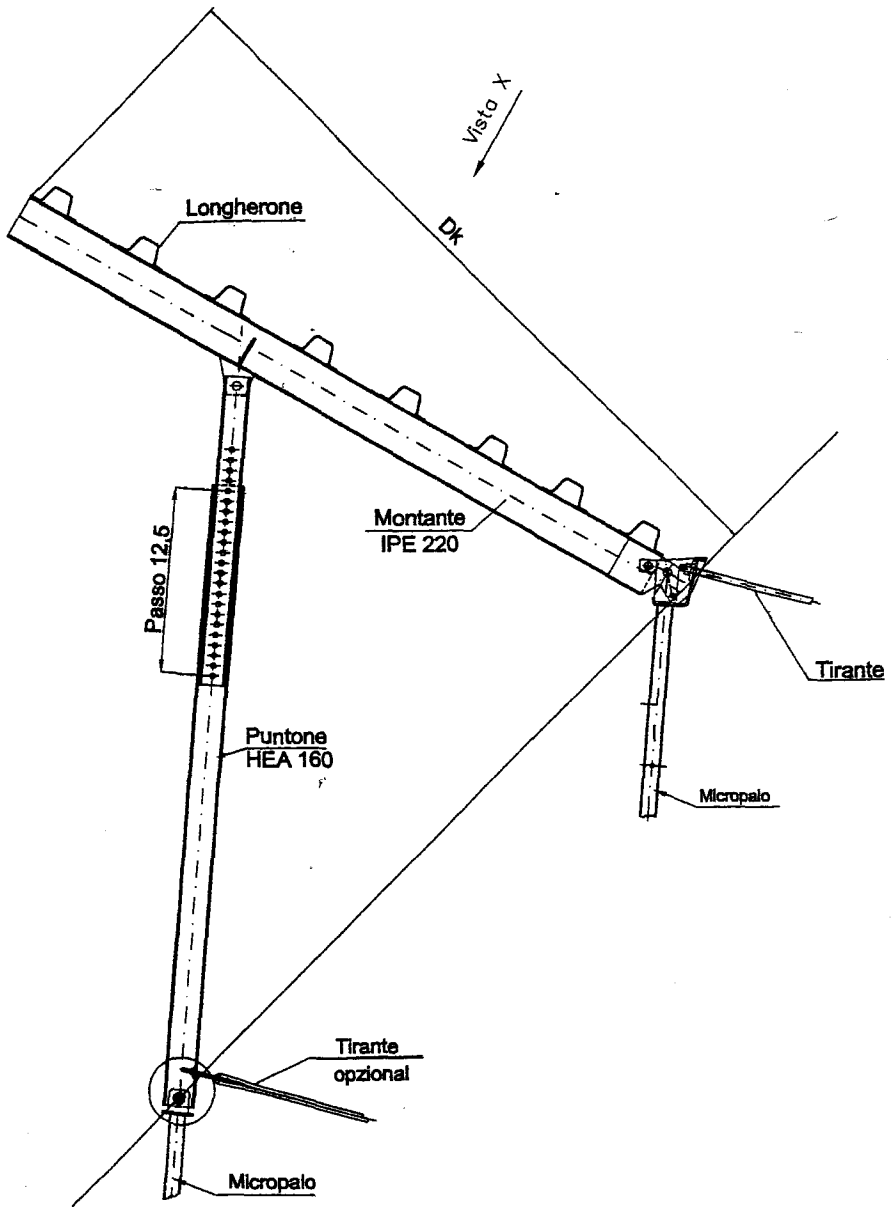 Vista X
Longherone
Dk
Montante
IPE 220
Passo 12,5
Tirante
Puntone
HEA 160
Micropalo
Tirante
opzional
Micropalo